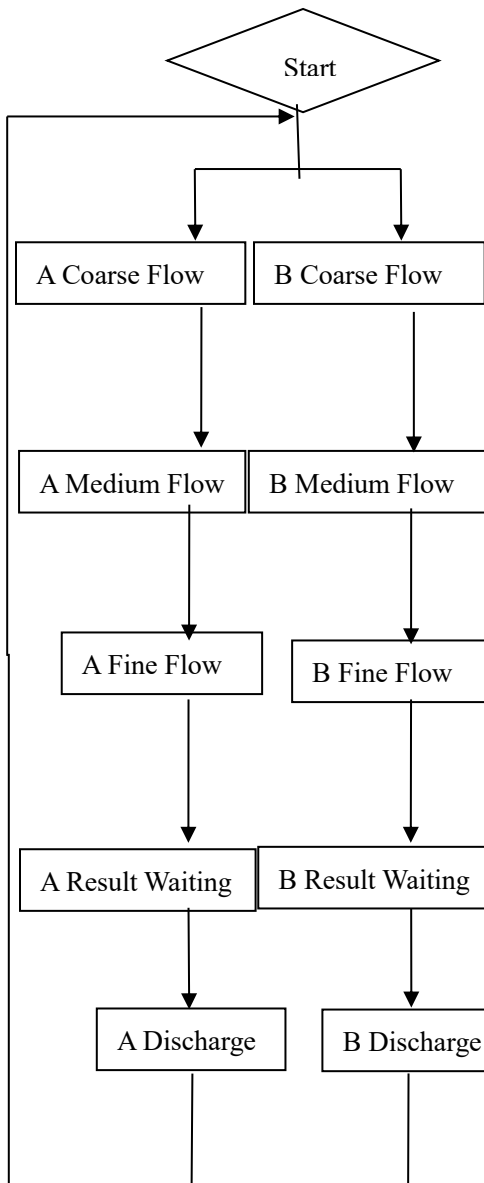 Start
A Coarse Flow
B Coarse Flow
A Medium Flow
B Medium Flow
A Fine Flow
B Fine Flow
A Result Waiting
B Result Waiting
A Discharge
B Discharge